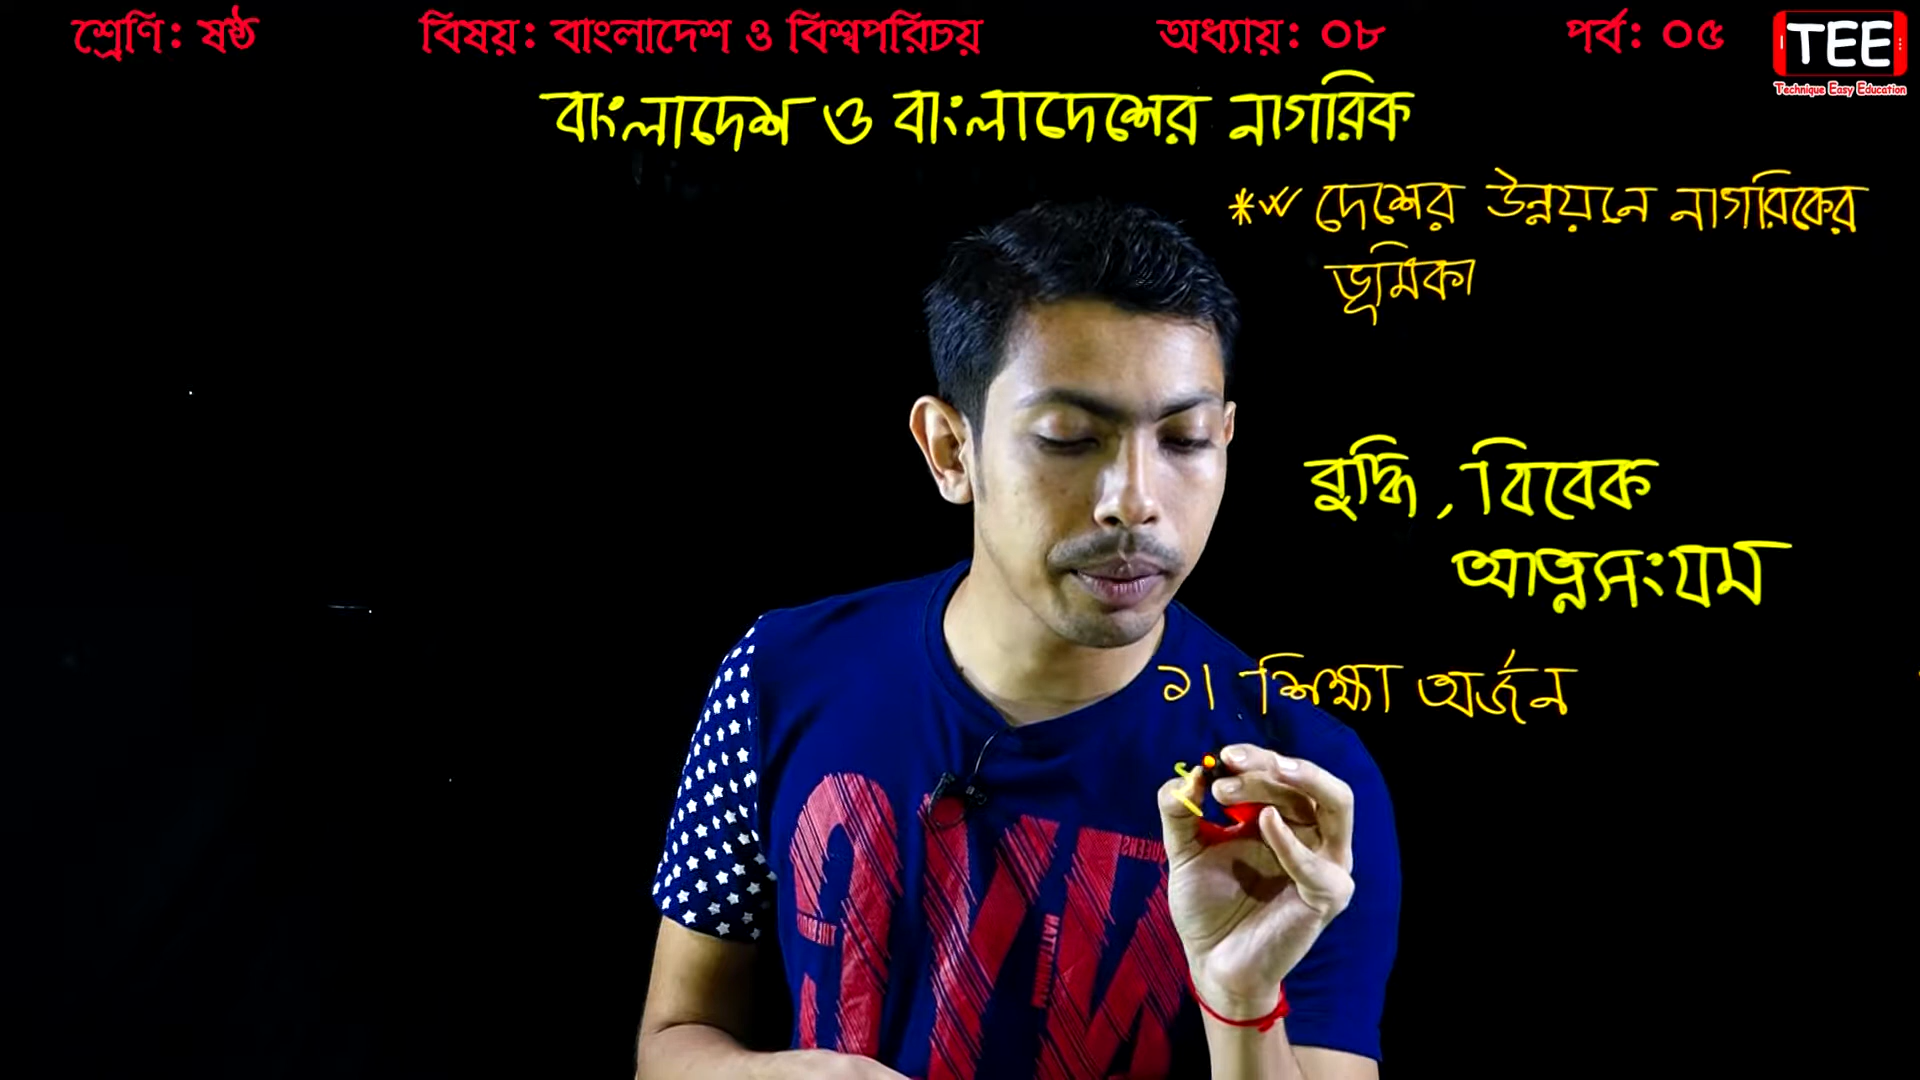 শ্রেণি: ষষ্ঠ বিষয়: বাংলাদেশ ও বিশ্বপরিচয় অধ্যায়: ০৮ পর্ব: ০৫
TEE
Technique Easy Education
বাংলাদেশ ও বাংলাদেশের নাগরিক
* দেশের উন্নয়নে নাগরিকের
ভূমিকা
বুদ্ধি , বিবেক
আত্মসংযম
১। শিক্ষা অর্জন
২